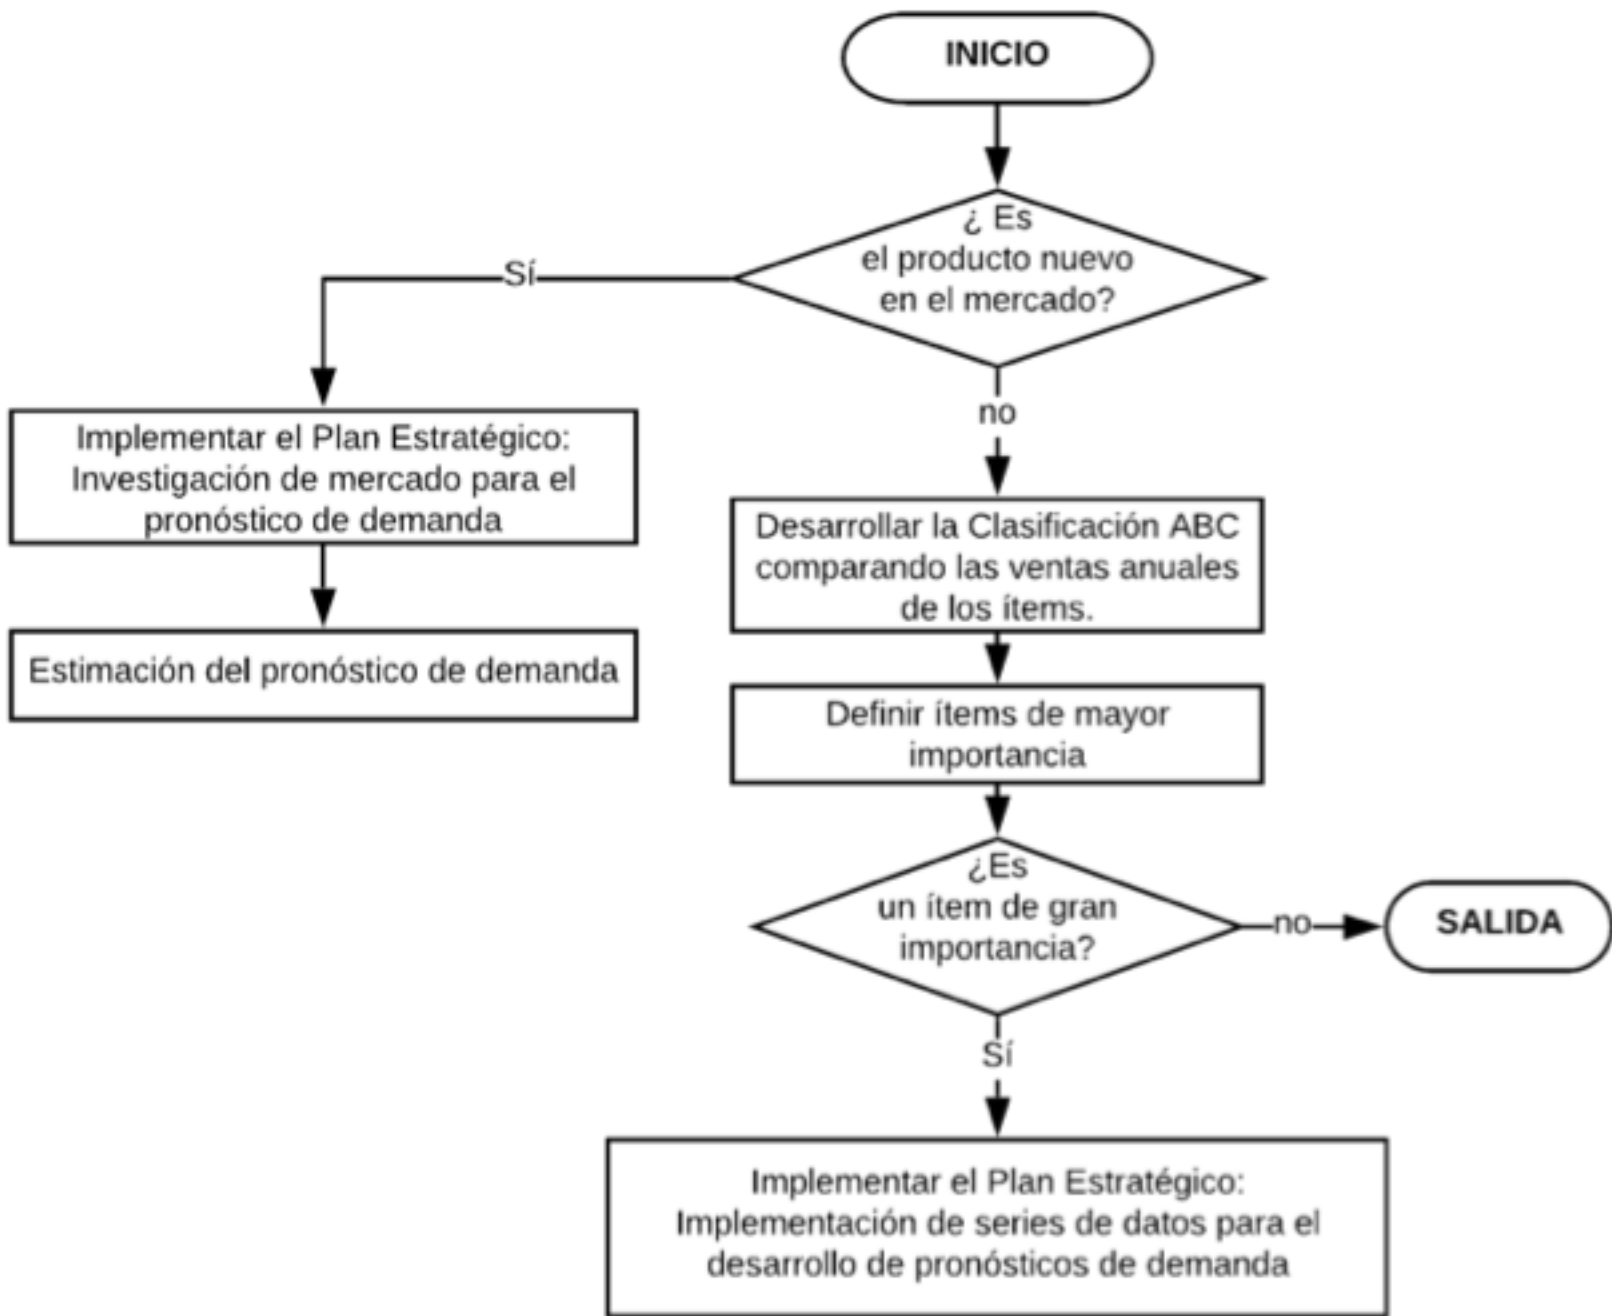 INICIO
¿ Es
el producto nuevo
en el mercado?
Sí
no
Implementar el Plan Estratégico:
Investigación de mercado para el
pronóstico de demanda
Estimación del pronóstico de demanda
Desarrollar la Clasificación ABC
comparando las ventas anuales
de los ítems.
Definir ítems de mayor
importancia
¿Es
un ítem de gran
importancia?
no
SALIDA
Sí
Implementar el Plan Estratégico:
Implementación de series de datos para el
desarrollo de pronósticos de demanda